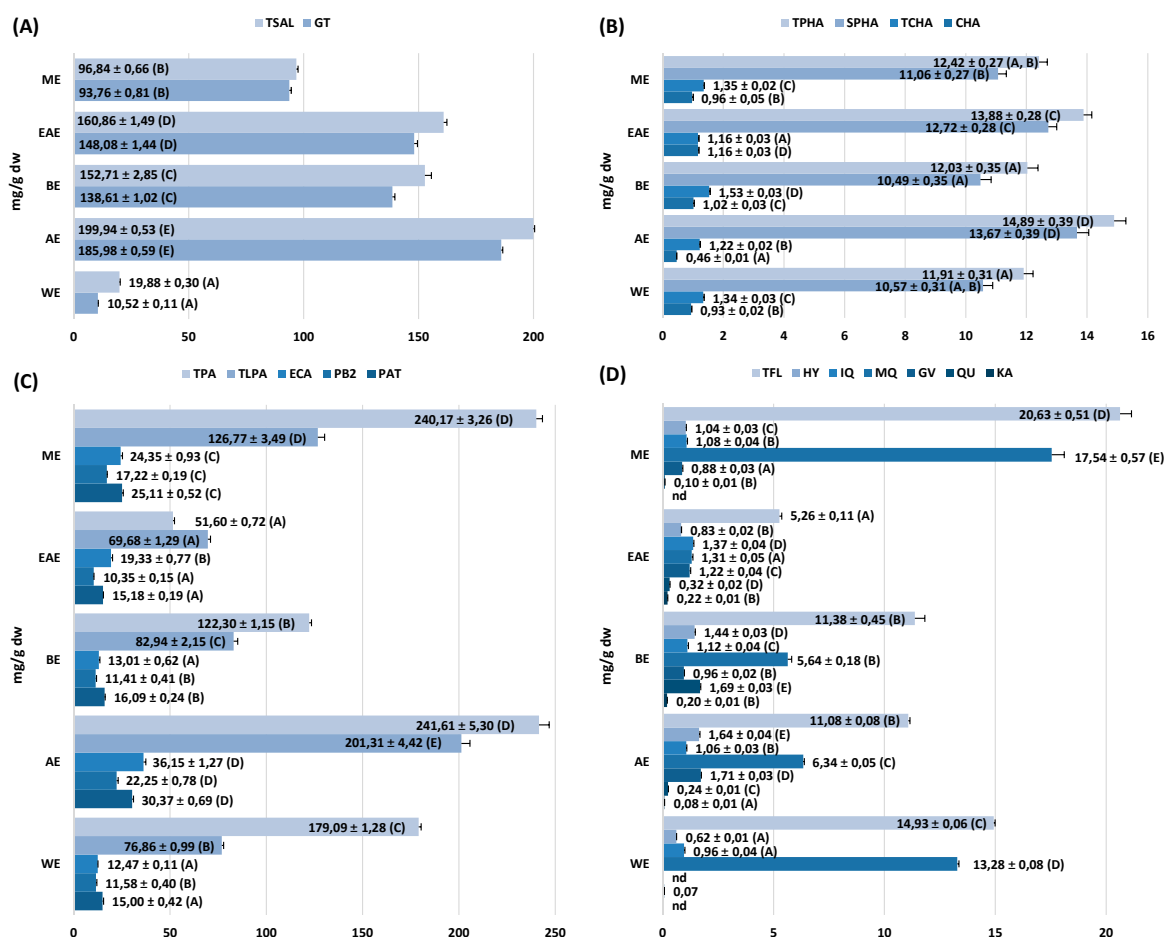 (A)
TSAL GT
mg/g dw
ME
96,84 ± 0,66 (B)
93,76 ± 0,81 (B)
EAE
160,86 ± 1,49 (D)
148,08 ± 1,44 (D)
BE
152,71 ± 2,85 (C)
138,61 ± 1,02 (C)
AE
199,94 ± 0,53 (E)
185,98 ± 0,59 (E)
WE
19,88 ± 0,30 (A)
10,52 ± 0,11 (A)
0 50 100 150 200
(B)
TPHA SPHA TCHA CHA
mg/g dw
ME
12,42 ± 0,27 (A, B)
11,06 ± 0,27 (B)
1,35 ± 0,02 (C)
0,96 ± 0,05 (B)
EAE
13,88 ± 0,28 (C)
12,72 ± 0,28 (C)
1,16 ± 0,03 (A)
1,16 ± 0,03 (D)
BE
12,03 ± 0,35 (A)
10,49 ± 0,35 (A)
1,53 ± 0,03 (D)
1,02 ± 0,03 (C)
AE
14,89 ± 0,39 (D)
13,67 ± 0,39 (D)
1,22 ± 0,02 (B)
0,46 ± 0,01 (A)
WE
11,91 ± 0,31 (A)
10,57 ± 0,31 (A, B)
1,34 ± 0,03 (C)
0,93 ± 0,02 (B)
0 2 4 6 8 10 12 14 16
(C)
TPA TLPA ECA PB2 PAT
mg/g dw
ME
240,17 ± 3,26 (D)
126,77 ± 3,49 (D)
24,35 ± 0,93 (C)
17,22 ± 0,19 (C)
25,11 ± 0,52 (C)
EAE
51,60 ± 0,72 (A)
69,68 ± 1,29 (A)
19,33 ± 0,77 (B)
10,35 ± 0,15 (A)
15,18 ± 0,19 (A)
BE
122,30 ± 1,15 (B)
82,94 ± 2,15 (C)
13,01 ± 0,62 (A)
11,41 ± 0,41 (B)
16,09 ± 0,24 (B)
AE
241,61 ± 5,30 (D)
201,31 ± 4,42 (E)
36,15 ± 1,27 (D)
22,25 ± 0,78 (D)
30,37 ± 0,69 (D)
WE
179,09 ± 1,28 (C)
76,86 ± 0,99 (B)
12,47 ± 0,11 (A)
11,58 ± 0,40 (B)
15,00 ± 0,42 (A)
0 50 100 150 200 250
(D)
TFL HY IQ MQ GV QU KA
mg/g dw
ME
20,63 ± 0,51 (D)
1,04 ± 0,03 (C)
1,08 ± 0,04 (B)
17,54 ± 0,57 (E)
0,88 ± 0,03 (A)
0,10 ± 0,01 (B)
nd
EAE
5,26 ± 0,11 (A)
0,83 ± 0,02 (B)
1,37 ± 0,04 (D)
1,31 ± 0,05 (A)
1,22 ± 0,04 (C)
0,32 ± 0,02 (D)
0,22 ± 0,01 (B)
BE
11,38 ± 0,45 (B)
1,44 ± 0,03 (D)
1,12 ± 0,04 (C)
5,64 ± 0,18 (B)
0,96 ± 0,02 (B)
1,69 ± 0,03 (E)
0,20 ± 0,01 (B)
AE
11,08 ± 0,08 (B)
1,64 ± 0,04 (E)
1,06 ± 0,03 (B)
6,34 ± 0,05 (C)
1,71 ± 0,03 (D)
0,24 ± 0,01 (C)
0,08 ± 0,01 (A)
WE
14,93 ± 0,06 (C)
0,62 ± 0,01 (A)
0,96 ± 0,04 (A)
13,28 ± 0,08 (D)
nd
0,07
nd
0 5 10 15 20